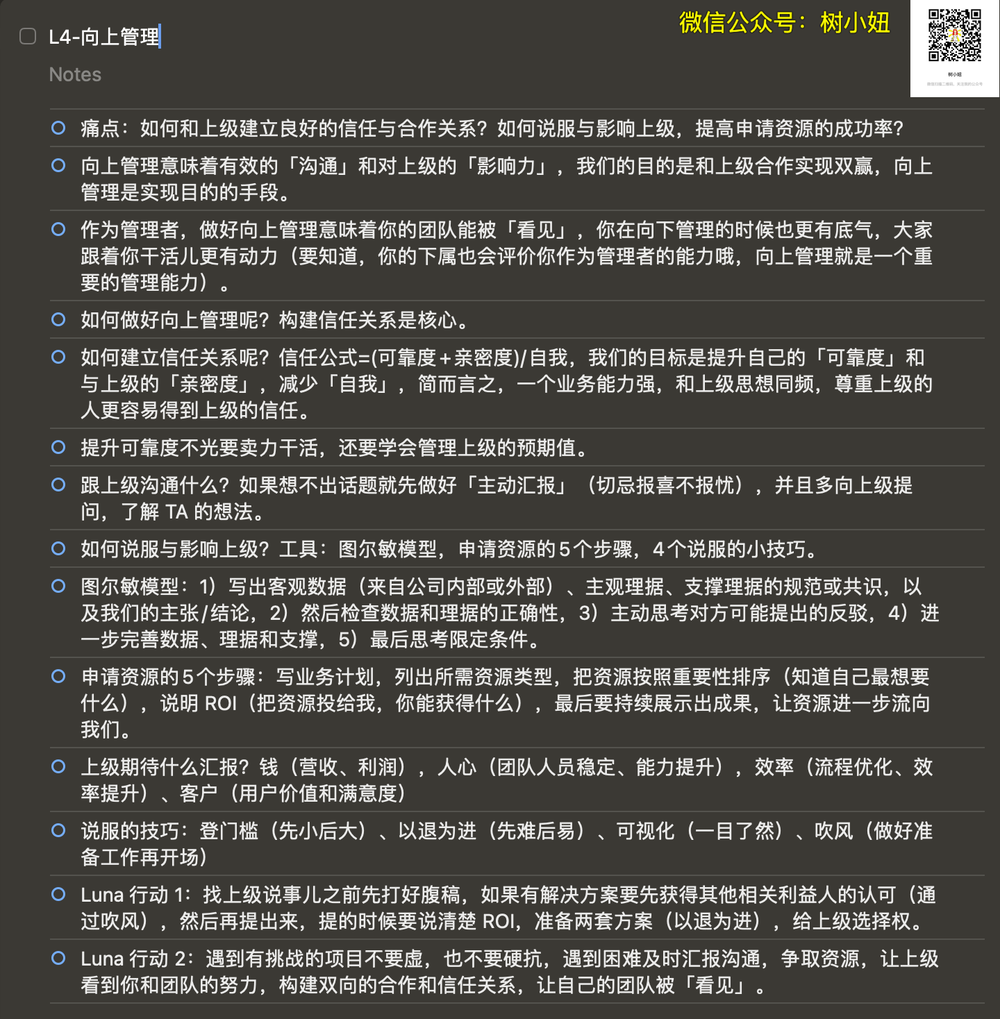 微信公众号：树小妞
L4-向上管理
树小妞
Notes
痛点：如何和上级建立良好的信任与合作关系？如何说服与影响上级，提高申请资源的成功率？
向上管理意味着有效的「沟通」和对上级的「影响力」，我们的目的是和上级合作实现双赢，向上
管理是实现目的的手段。
作为管理者，做好向上管理意味着你的团队能被「看见」，你在向下管理的时候也更有底气，大家
跟着你干活儿更有动力（要知道，你的下属也会评价你作为管理者的能力哦，向上管理就是一个重
要的管理能力）。
如何做好向上管理呢？构建信任关系是核心。
如何建立信任关系呢？信任公式=(可靠度+亲密度)/自我，我们的目标是提升自己的「可靠度」和
与上级的「亲密度」，减少「自我」，简而言之，一个业务能力强，和上级思想同频，尊重上级的
人更容易得到上级的信任。
提升可靠度不光要卖力干活，还要学会管理上级的预期值。
跟上级沟通什么？如果想不出话题就先做好「主动汇报」（切忌报喜不报忧），并且多向上级提
问，了解 TA 的想法。
如何说服与影响上级？工具：图尔敏模型，申请资源的5个步骤，4个说服的小技巧。
图尔敏模型：1）写出客观数据（来自公司内部或外部）、主观理据、支撑理据的规范或共识，以
及我们的主张/结论，2）然后检查数据和理据的正确性，3）主动思考对方可能提出的反驳，4）进
一步完善数据、理据和支撑，5）最后思考限定条件。
申请资源的5个步骤：写业务计划，列出所需资源类型，把资源按照重要性排序（知道自己最想要
什么），说明 ROI（把资源投给我，你能获得什么），最后要持续展示出成果，让资源进一步流向
我们。
上级期待什么汇报？钱（营收、利润），人心（团队人员稳定、能力提升），效率（流程优化、效
率提升）、客户（用户价值和满意度）
说服的技巧：登门槛（先小后大）、以退为进（先难后易）、可视化（一目了然）、吹风（做好准
备工作再开场）
Luna 行动 1：找上级说事儿之前先打好腹稿，如果有解决方案要先获得其他相关利益人的认可（通
过吹风），然后再提出来，提的时候要说清楚 ROI，准备两套方案（以退为进），给上级选择权。
Luna 行动 2：遇到有挑战的项目不要虚，也不要硬抗，遇到困难及时汇报沟通，争取资源，让上级
看到你和团队的努力，构建双向的合作和信任关系，让自己的团队被「看见」。